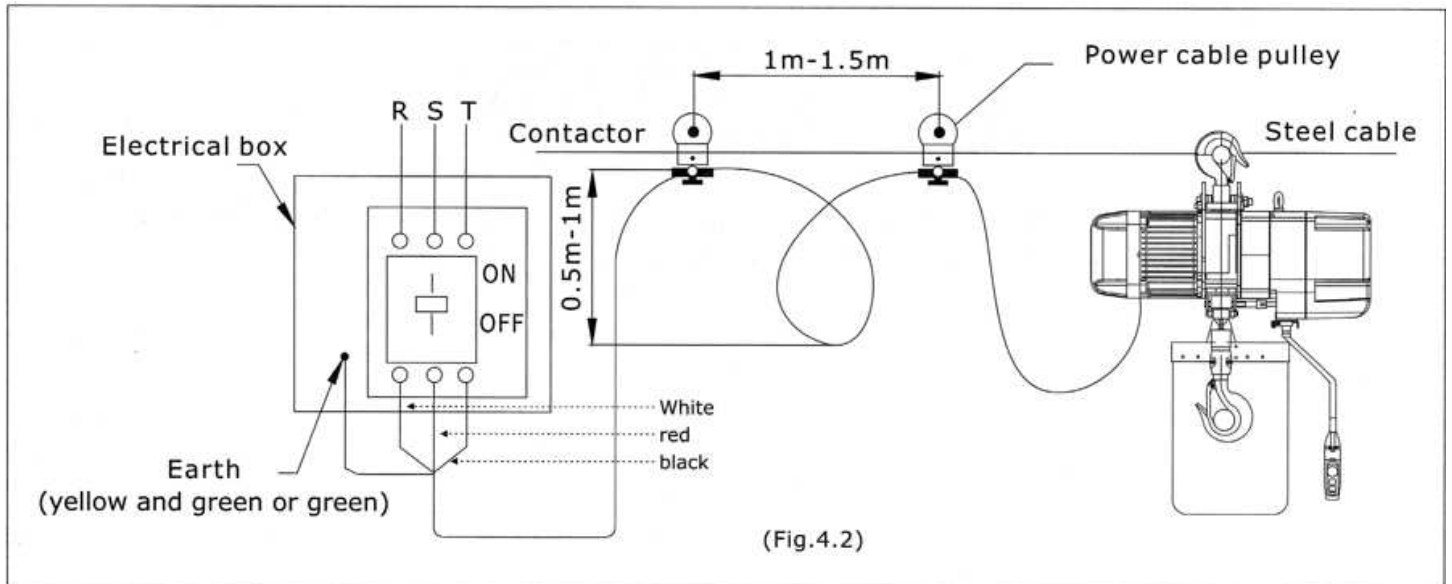 1m-1.5m
Power cable pulley
R S T
Contactor
Steel cable
Electrical box
0.5m-1m
ON
OFF
White
red
black
Earth
(yellow and green or green)
(Fig.4.2)